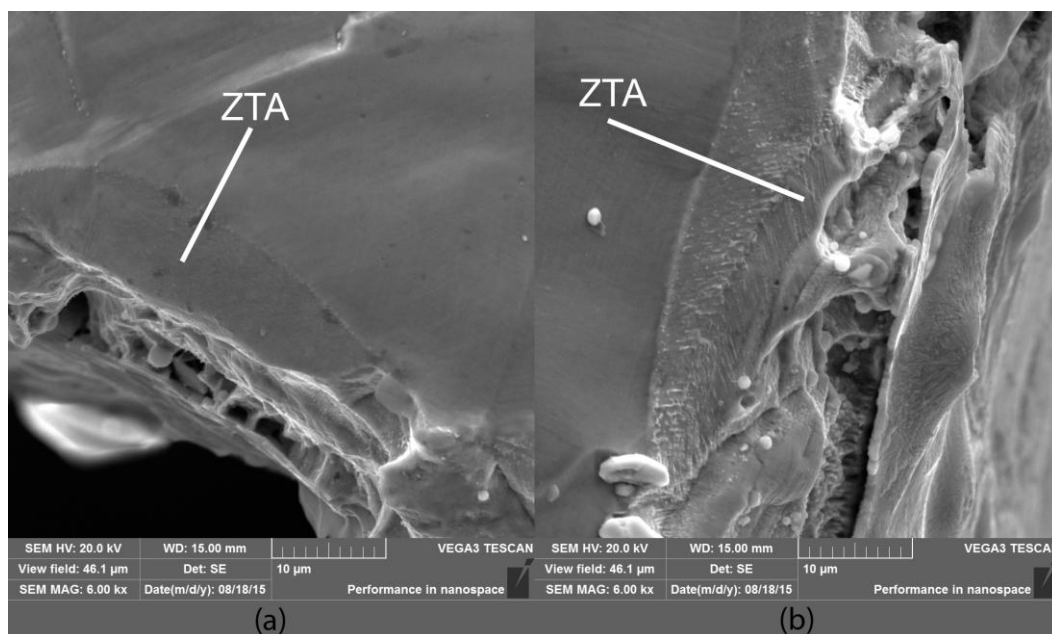 ZTA
ZTA
SEM HV: 20.0 kV WD: 15.00 mm VEGA3 TESCAN
View field: 46.1 µm Det: SE 10 µm
SEM MAG: 6.00 kx Date(m/d/y): 08/18/15 Performance in nanospace
SEM HV: 20.0 kV WD: 15.00 mm VEGA3 TESCAN
View field: 46.1 µm Det: SE 10 µm
SEM MAG: 6.00 kx Date(m/d/y): 08/18/15 Performance in nanospace
(a)
(b)